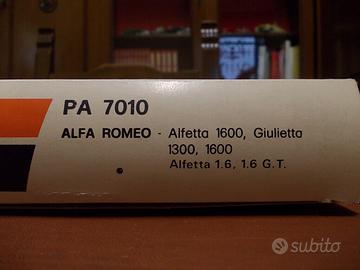 PA 7010
ALFA ROMEO - Alfetta 1600, Giulietta
1300, 1600
Alfetta 1.6, 1.6 G.T.
subito